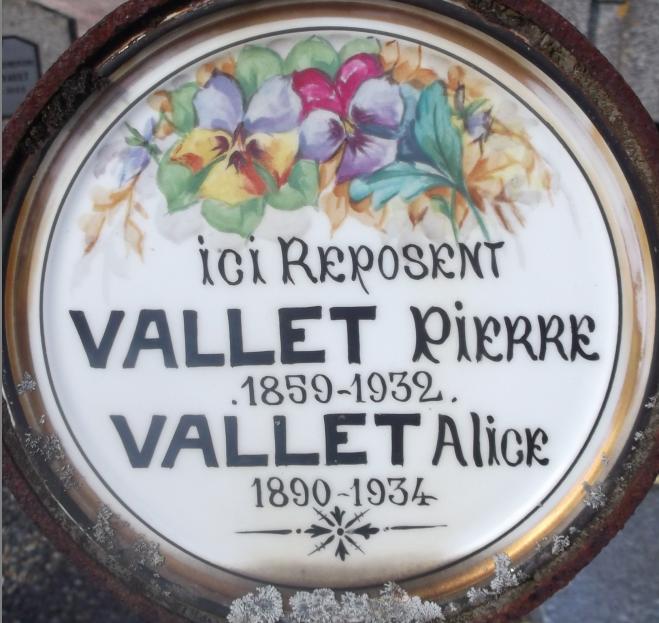 ici REPOSENT
VALLET PiERRE
.1859-1932.
VALLET AliCE
1890-1934